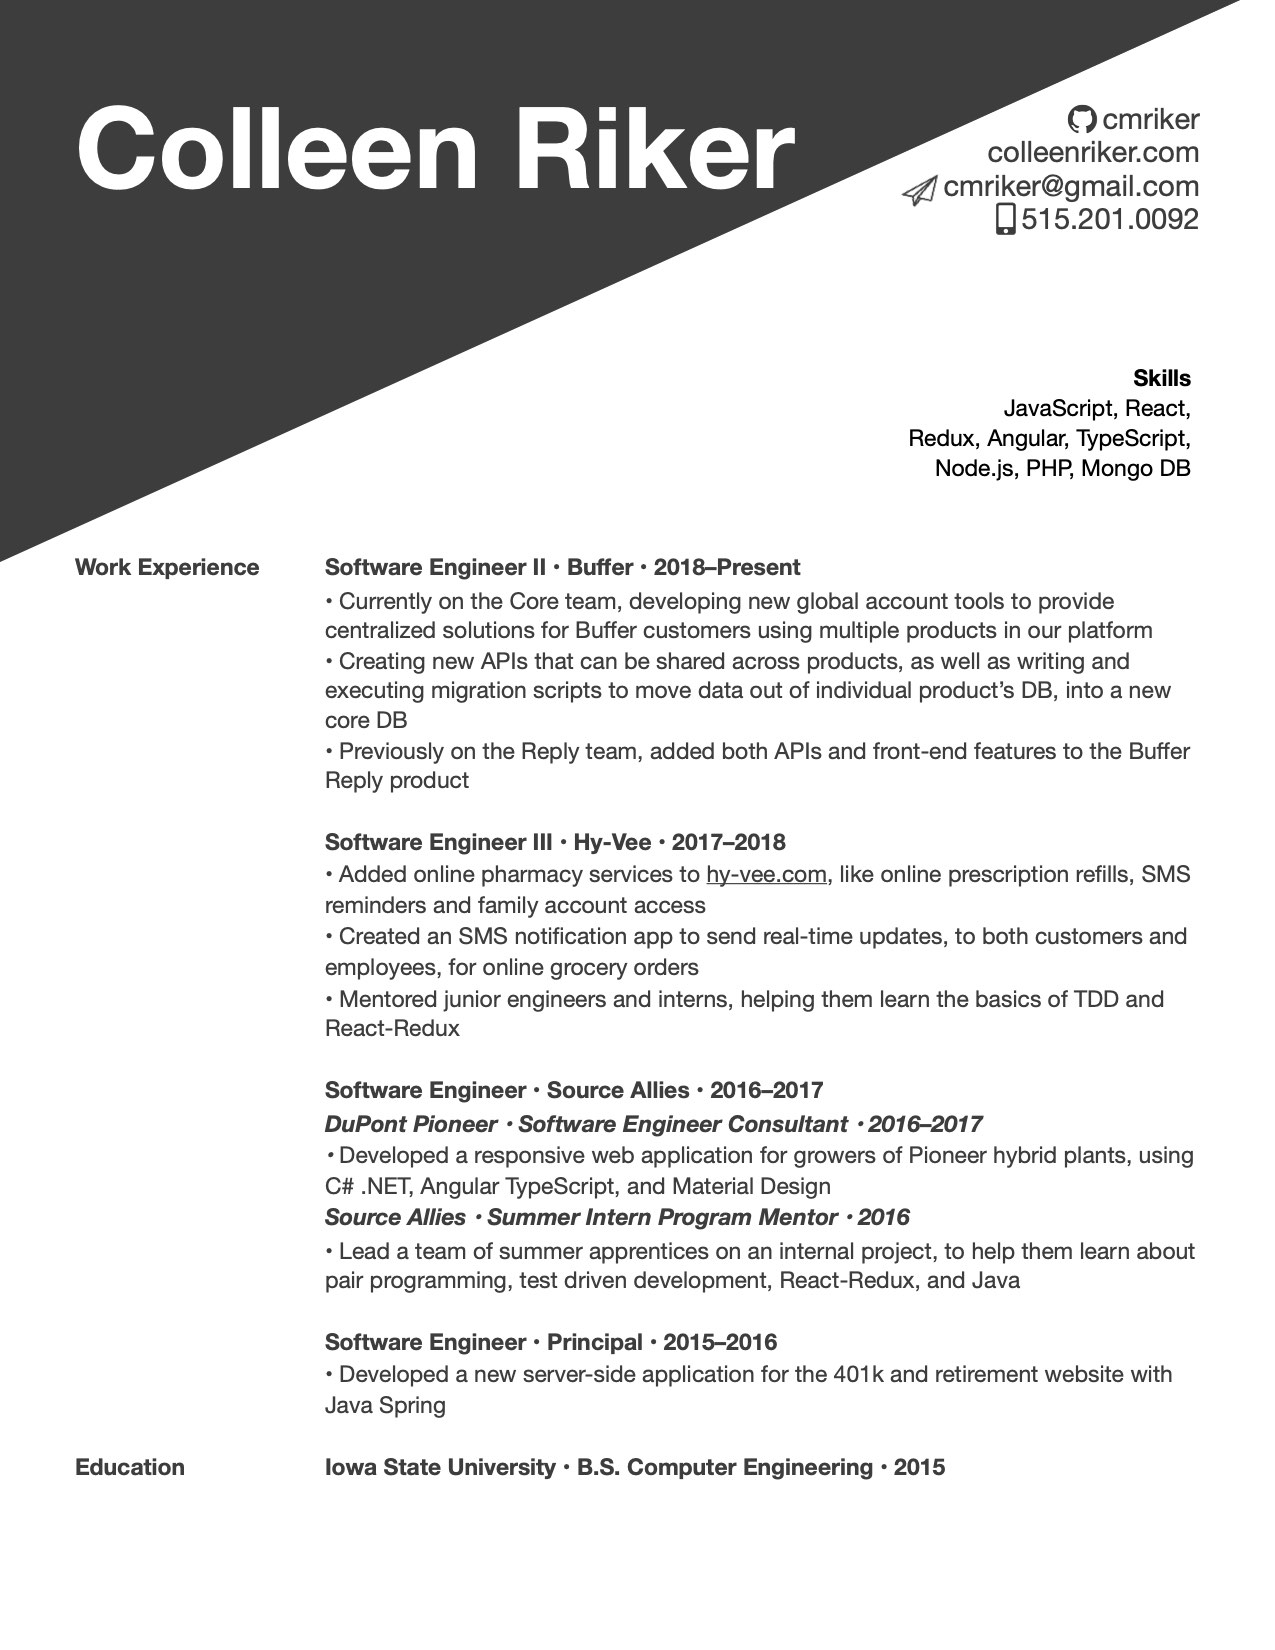 Colleen Riker
cmriker
colleenriker.com
cmriker@gmail.com
515.201.0092
Skills
JavaScript, React,
Redux, Angular, TypeScript,
Node.js, PHP, Mongo DB
Work Experience
Software Engineer II • Buffer • 2018–Present
• Currently on the Core team, developing new global account tools to provide
centralized solutions for Buffer customers using multiple products in our platform
• Creating new APIs that can be shared across products, as well as writing and
executing migration scripts to move data out of individual product’s DB, into a new
core DB
• Previously on the Reply team, added both APIs and front-end features to the Buffer
Reply product
Software Engineer III • Hy-Vee • 2017–2018
• Added online pharmacy services to hy-vee.com, like online prescription refills, SMS
reminders and family account access
• Created an SMS notification app to send real-time updates, to both customers and
employees, for online grocery orders
• Mentored junior engineers and interns, helping them learn the basics of TDD and
React-Redux
Software Engineer • Source Allies • 2016–2017
DuPont Pioneer • Software Engineer Consultant • 2016–2017
• Developed a responsive web application for growers of Pioneer hybrid plants, using
C# .NET, Angular TypeScript, and Material Design
Source Allies • Summer Intern Program Mentor • 2016
• Lead a team of summer apprentices on an internal project, to help them learn about
pair programming, test driven development, React-Redux, and Java
Software Engineer • Principal • 2015–2016
• Developed a new server-side application for the 401k and retirement website with
Java Spring
Education
Iowa State University • B.S. Computer Engineering • 2015